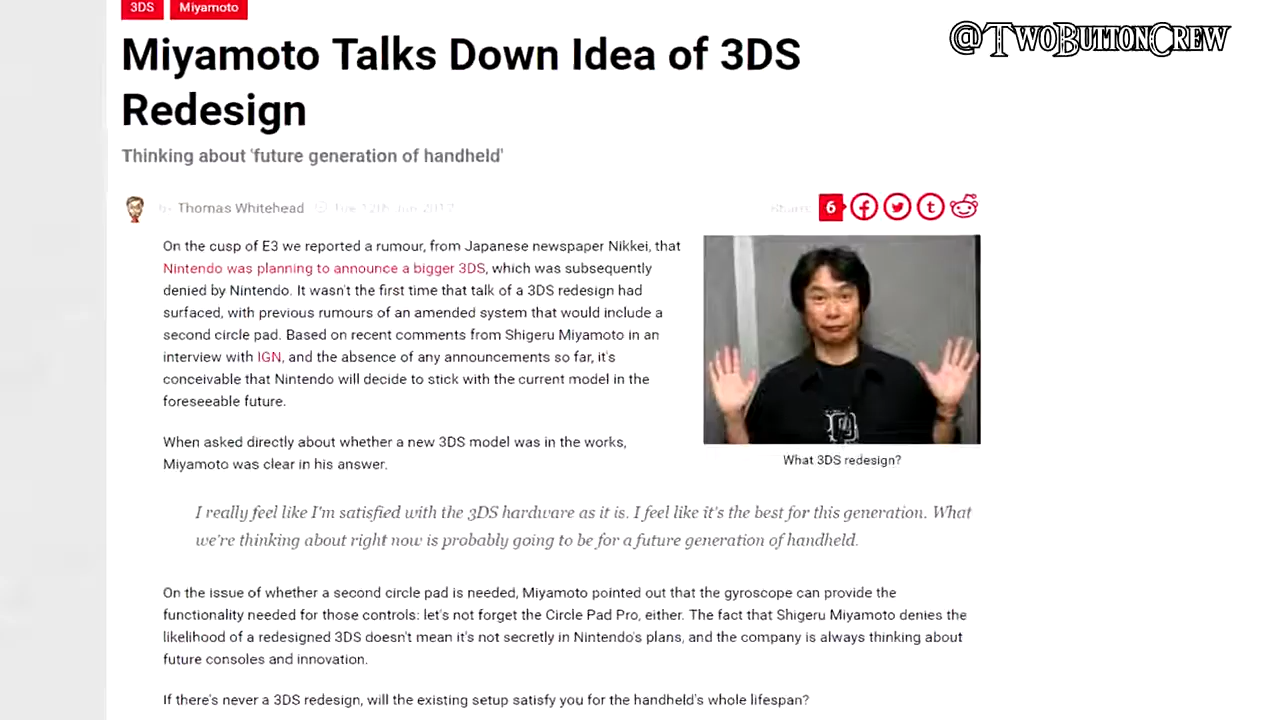 3DS Miyamoto
@TwoButtonCrew
Miyamoto Talks Down Idea of 3DS
Redesign
Thinking about 'future generation of handheld'
by Thomas Whitehead
Share:
6
On the cusp of E3 we reported a rumour, from Japanese newspaper Nikkei, that
Nintendo was planning to announce a bigger 3DS, which was subsequently
denied by Nintendo. It wasn't the first time that talk of a 3DS redesign had
surfaced, with previous rumours of an amended system that would include a
second circle pad. Based on recent comments from Shigeru Miyamoto in an
interview with IGN, and the absence of any announcements so far, it's
conceivable that Nintendo will decide to stick with the current model in the
foreseeable future.
What 3DS redesign?
When asked directly about whether a new 3DS model was in the works,
Miyamoto was clear in his answer.
I really feel like I'm satisfied with the 3DS hardware as it is. I feel like it's the best for this generation. What
we're thinking about right now is probably going to be for a future generation of handheld.
On the issue of whether a second circle pad is needed, Miyamoto pointed out that the gyroscope can provide the
functionality needed for those controls: let's not forget the Circle Pad Pro, either. The fact that Shigeru Miyamoto denies the
likelihood of a redesigned 3DS doesn't mean it's not secretly in Nintendo's plans, and the company is always thinking about
future consoles and innovation.
If there's never a 3DS redesign, will the existing setup satisfy you for the handheld's whole lifespan?